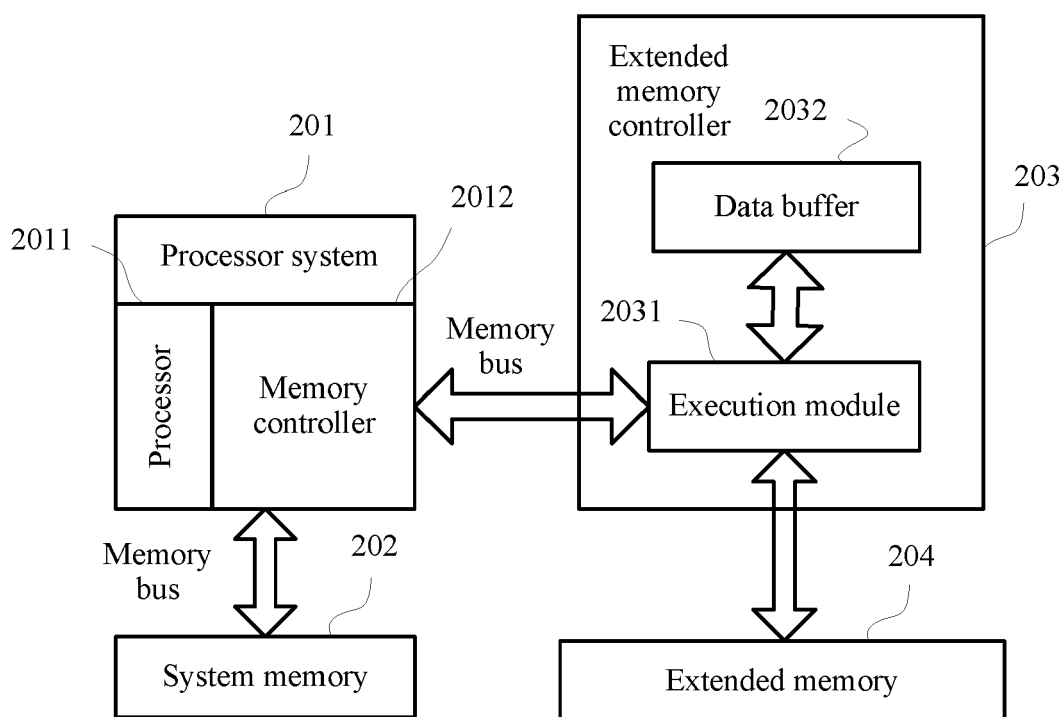 Extended
memory
controller
2032
201
203
2011
2012
Data buffer
Processor system
2031
Memory
bus
Processor
Memory
controller
Execution module
Memory
bus
202
204
System memory
Extended memory